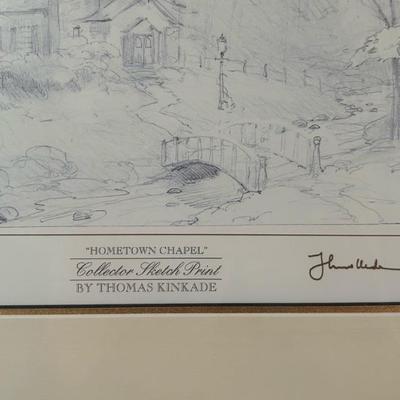 "HOMETOWN CHAPEL"
Collector Sketch Print
BY THOMAS KINKADE